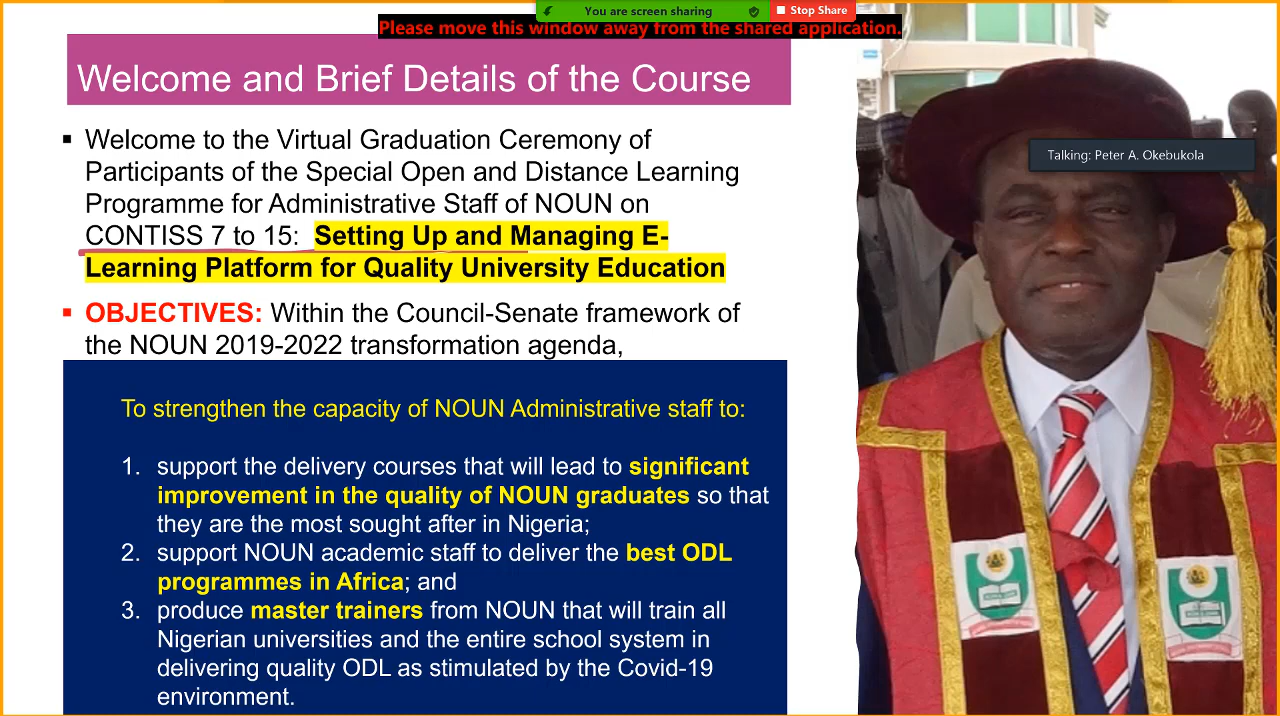 You are screen sharing
Stop Share
Please move this window away from the shared application.
Welcome and Brief Details of the Course
Talking: Peter A. Okebukola
▪ Welcome to the Virtual Graduation Ceremony of
Participants of the Special Open and Distance Learning
Programme for Administrative Staff of NOUN on
CONTISS 7 to 15: Setting Up and Managing E-
Learning Platform for Quality University Education
▪ OBJECTIVES: Within the Council-Senate framework of
the NOUN 2019-2022 transformation agenda,
To strengthen the capacity of NOUN Administrative staff to:
1. support the delivery courses that will lead to significant
improvement in the quality of NOUN graduates so that
they are the most sought after in Nigeria;
2. support NOUN academic staff to deliver the best ODL
programmes in Africa; and
3. produce master trainers from NOUN that will train all
Nigerian universities and the entire school system in
delivering quality ODL as stimulated by the Covid-19
environment.